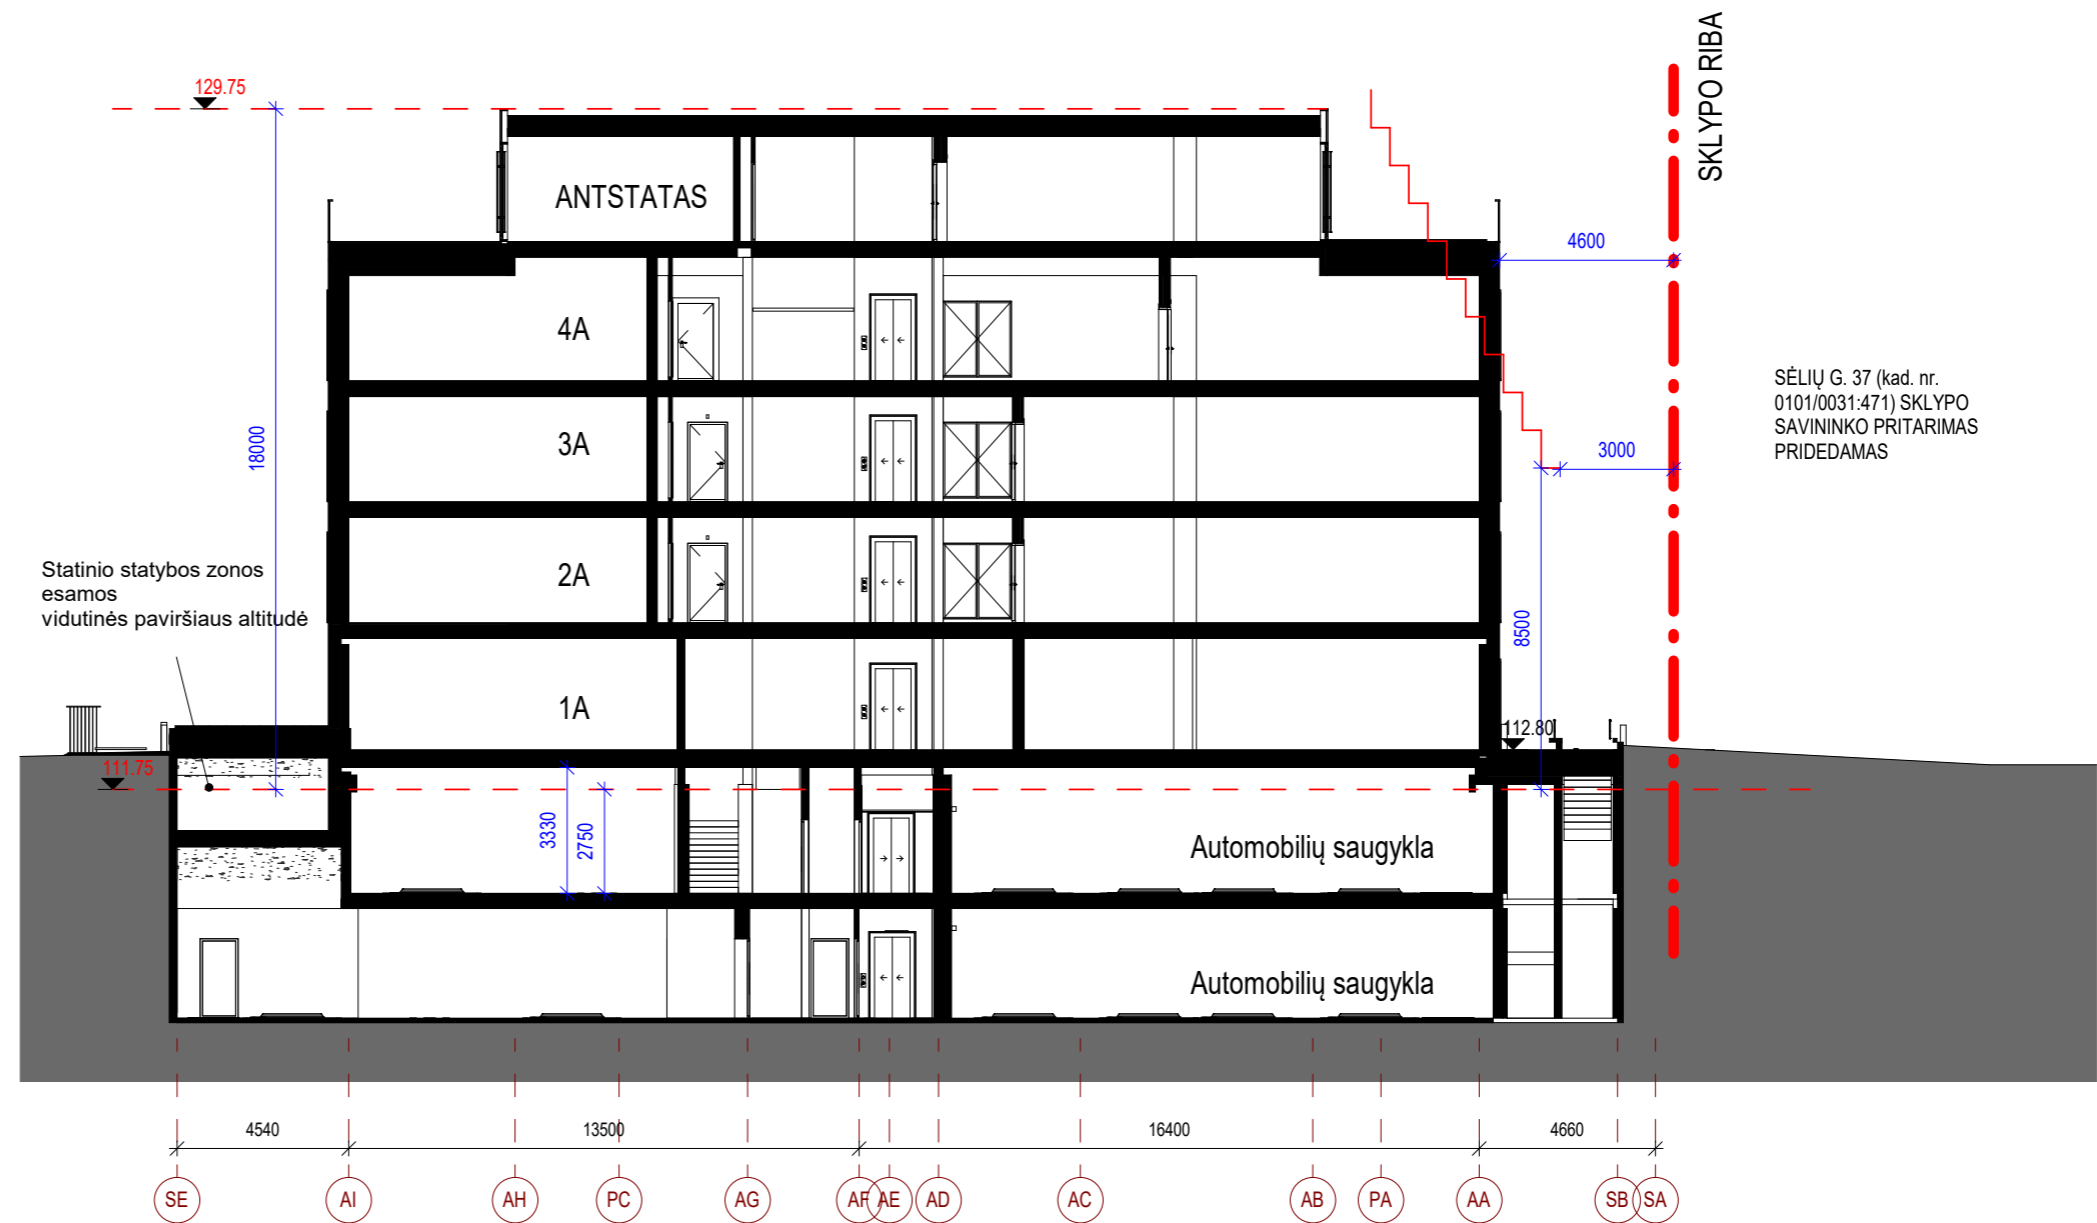 SKLYPO RIBA
129.75
ANTSTATAS
4600
4A
SĖLIŲ G. 37 (kad. nr.
0101/0031:471) SKLYPO
SAVININKO PRITARIMAS
PRIDEDAMAS
18000
3A
3000
Statinio statybos zonos
esamos
vidutinės paviršiaus altitudė
2A
8500
1A
112.80
111.75
3330
2750
Automobilių saugykla
Automobilių saugykla
4540
13500
16400
4660
SE
AI
AH
PC
AG
AF
AE
AD
AC
AB
PA
AA
SB
SA